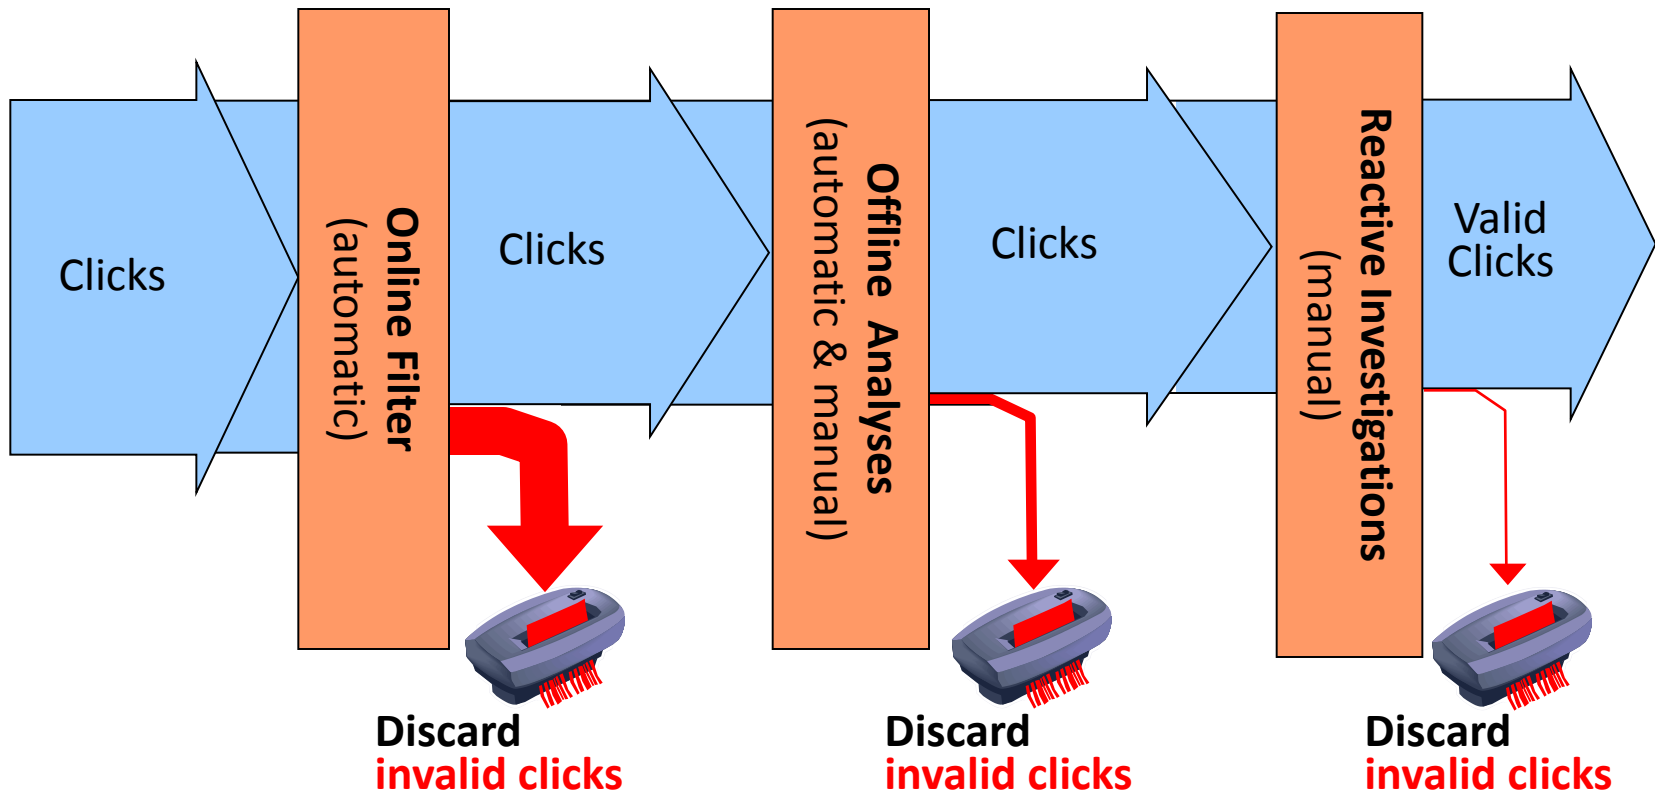 Clicks
Online Filter
(automatic)
Clicks
Offline Analyses
(automatic & manual)
Clicks
Reactive Investigations
(manual)
Valid
Clicks
Discard
invalid clicks
Discard
invalid clicks
Discard
invalid clicks